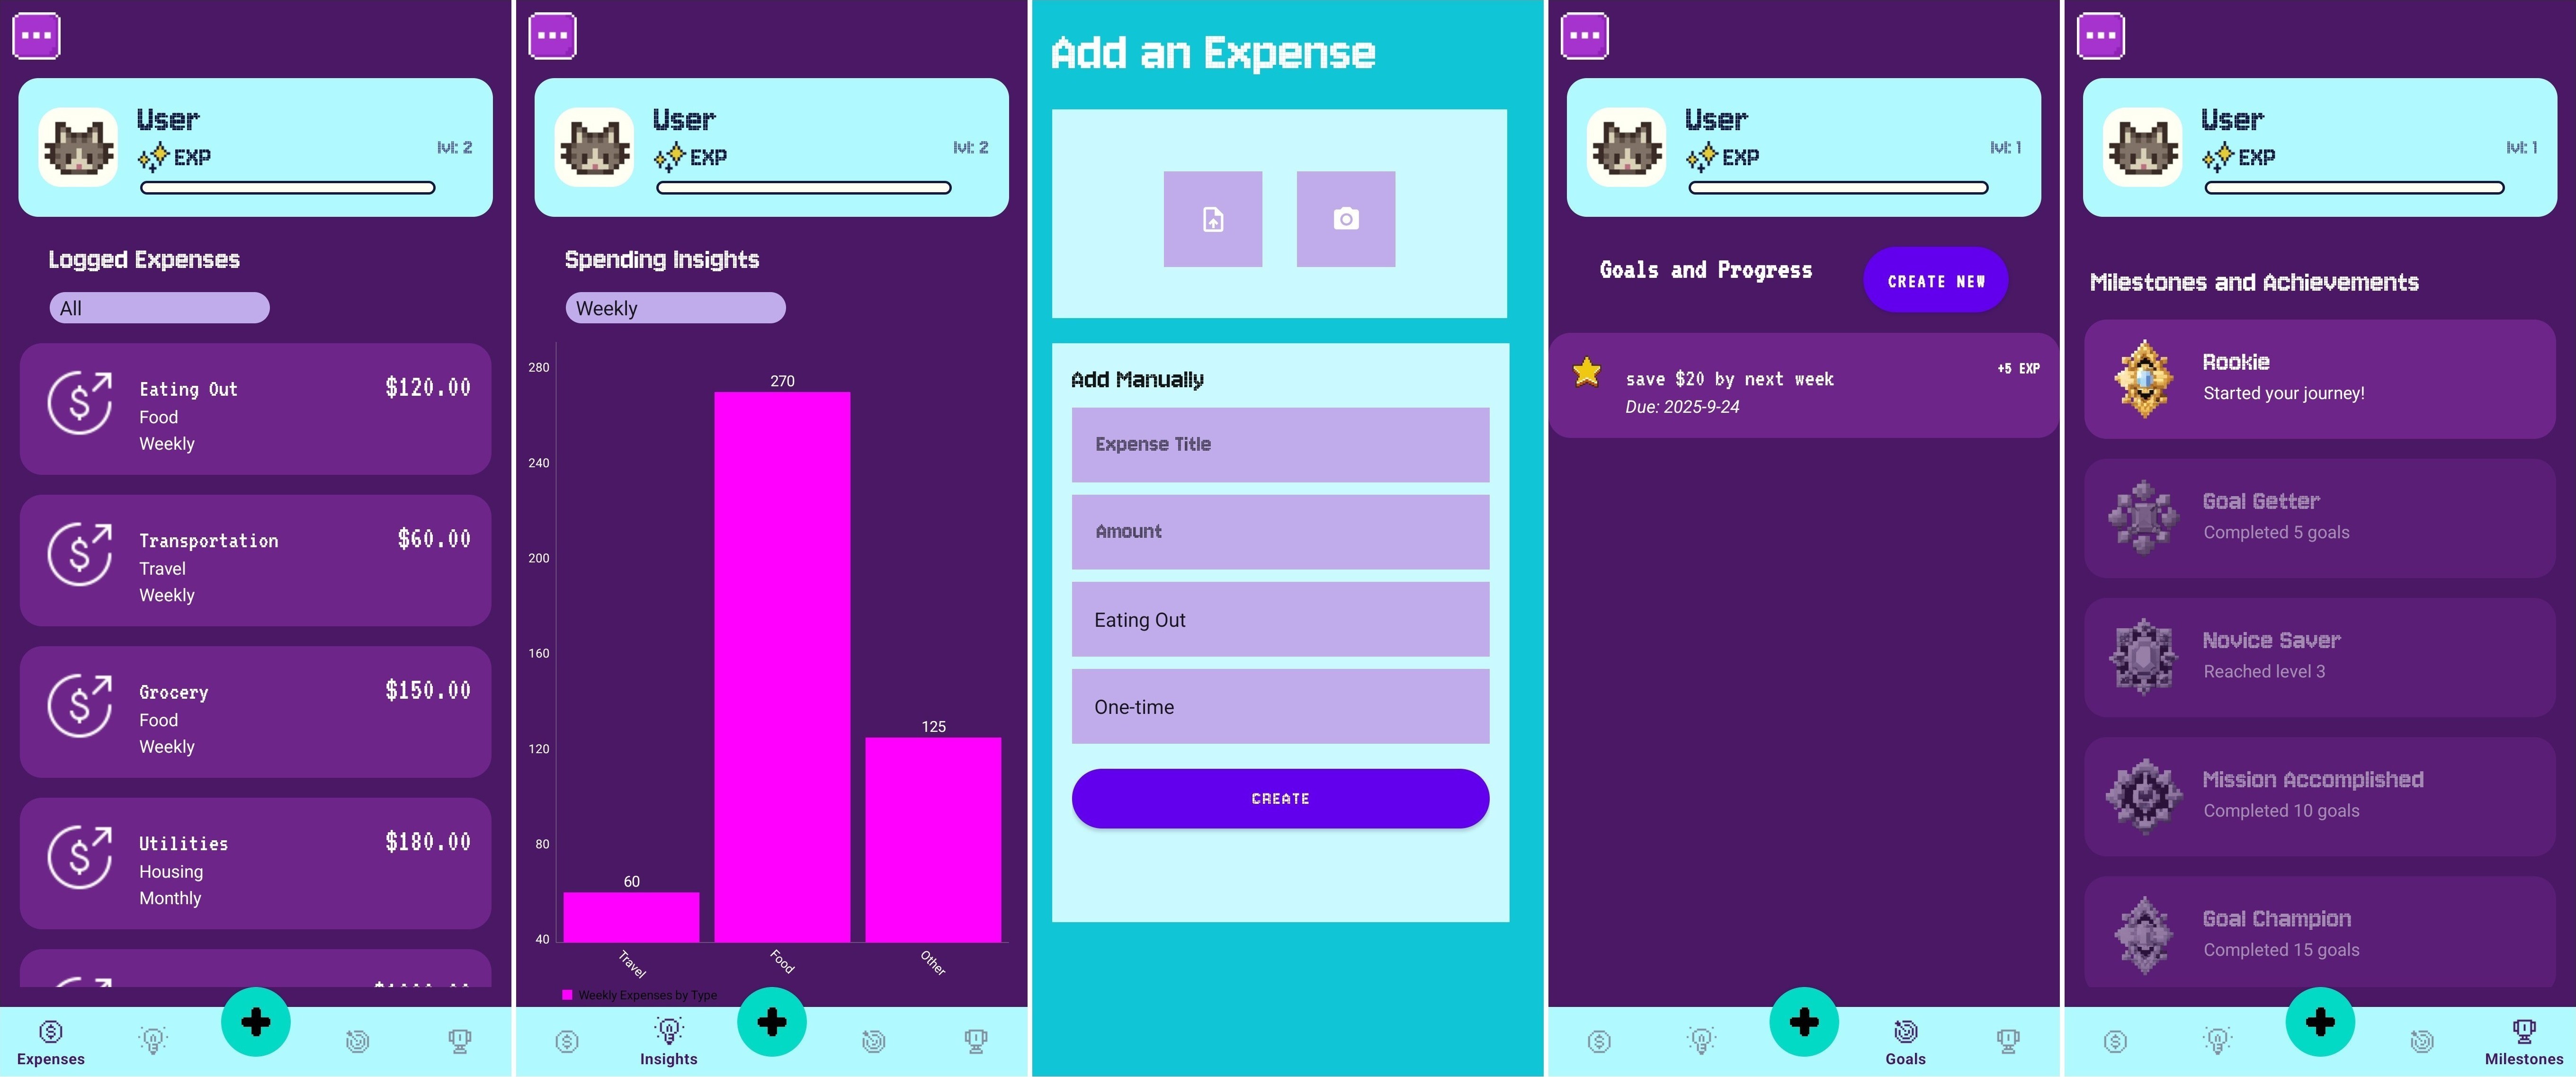 User
EXP
lvl: 2
Logged Expenses
All
Eating Out
$120.00
Food
Weekly
Transportation
$60.00
Travel
Weekly
Grocery
$150.00
Food
Weekly
Utilities
$180.00
Housing
Monthly
Expenses
User
EXP
lvl: 2
Spending Insights
Weekly
280
240
200
160
120
80
40
270
125
60
Travel
Food
Other
Weekly Expenses by Type
Insights
Add an Expense
Add Manually
Expense Title
Amount
Eating Out
One-time
CREATE
User
EXP
lvl: 1
Goals and Progress
CREATE NEW
save $20 by next week
+5 EXP
Due: 2025-9-24
Goals
User
EXP
lvl: 1
Milestones and Achievements
Rookie
Started your journey!
Goal Getter
Completed 5 goals
Novice Saver
Reached level 3
Mission Accomplished
Completed 10 goals
Goal Champion
Completed 15 goals
Milestones